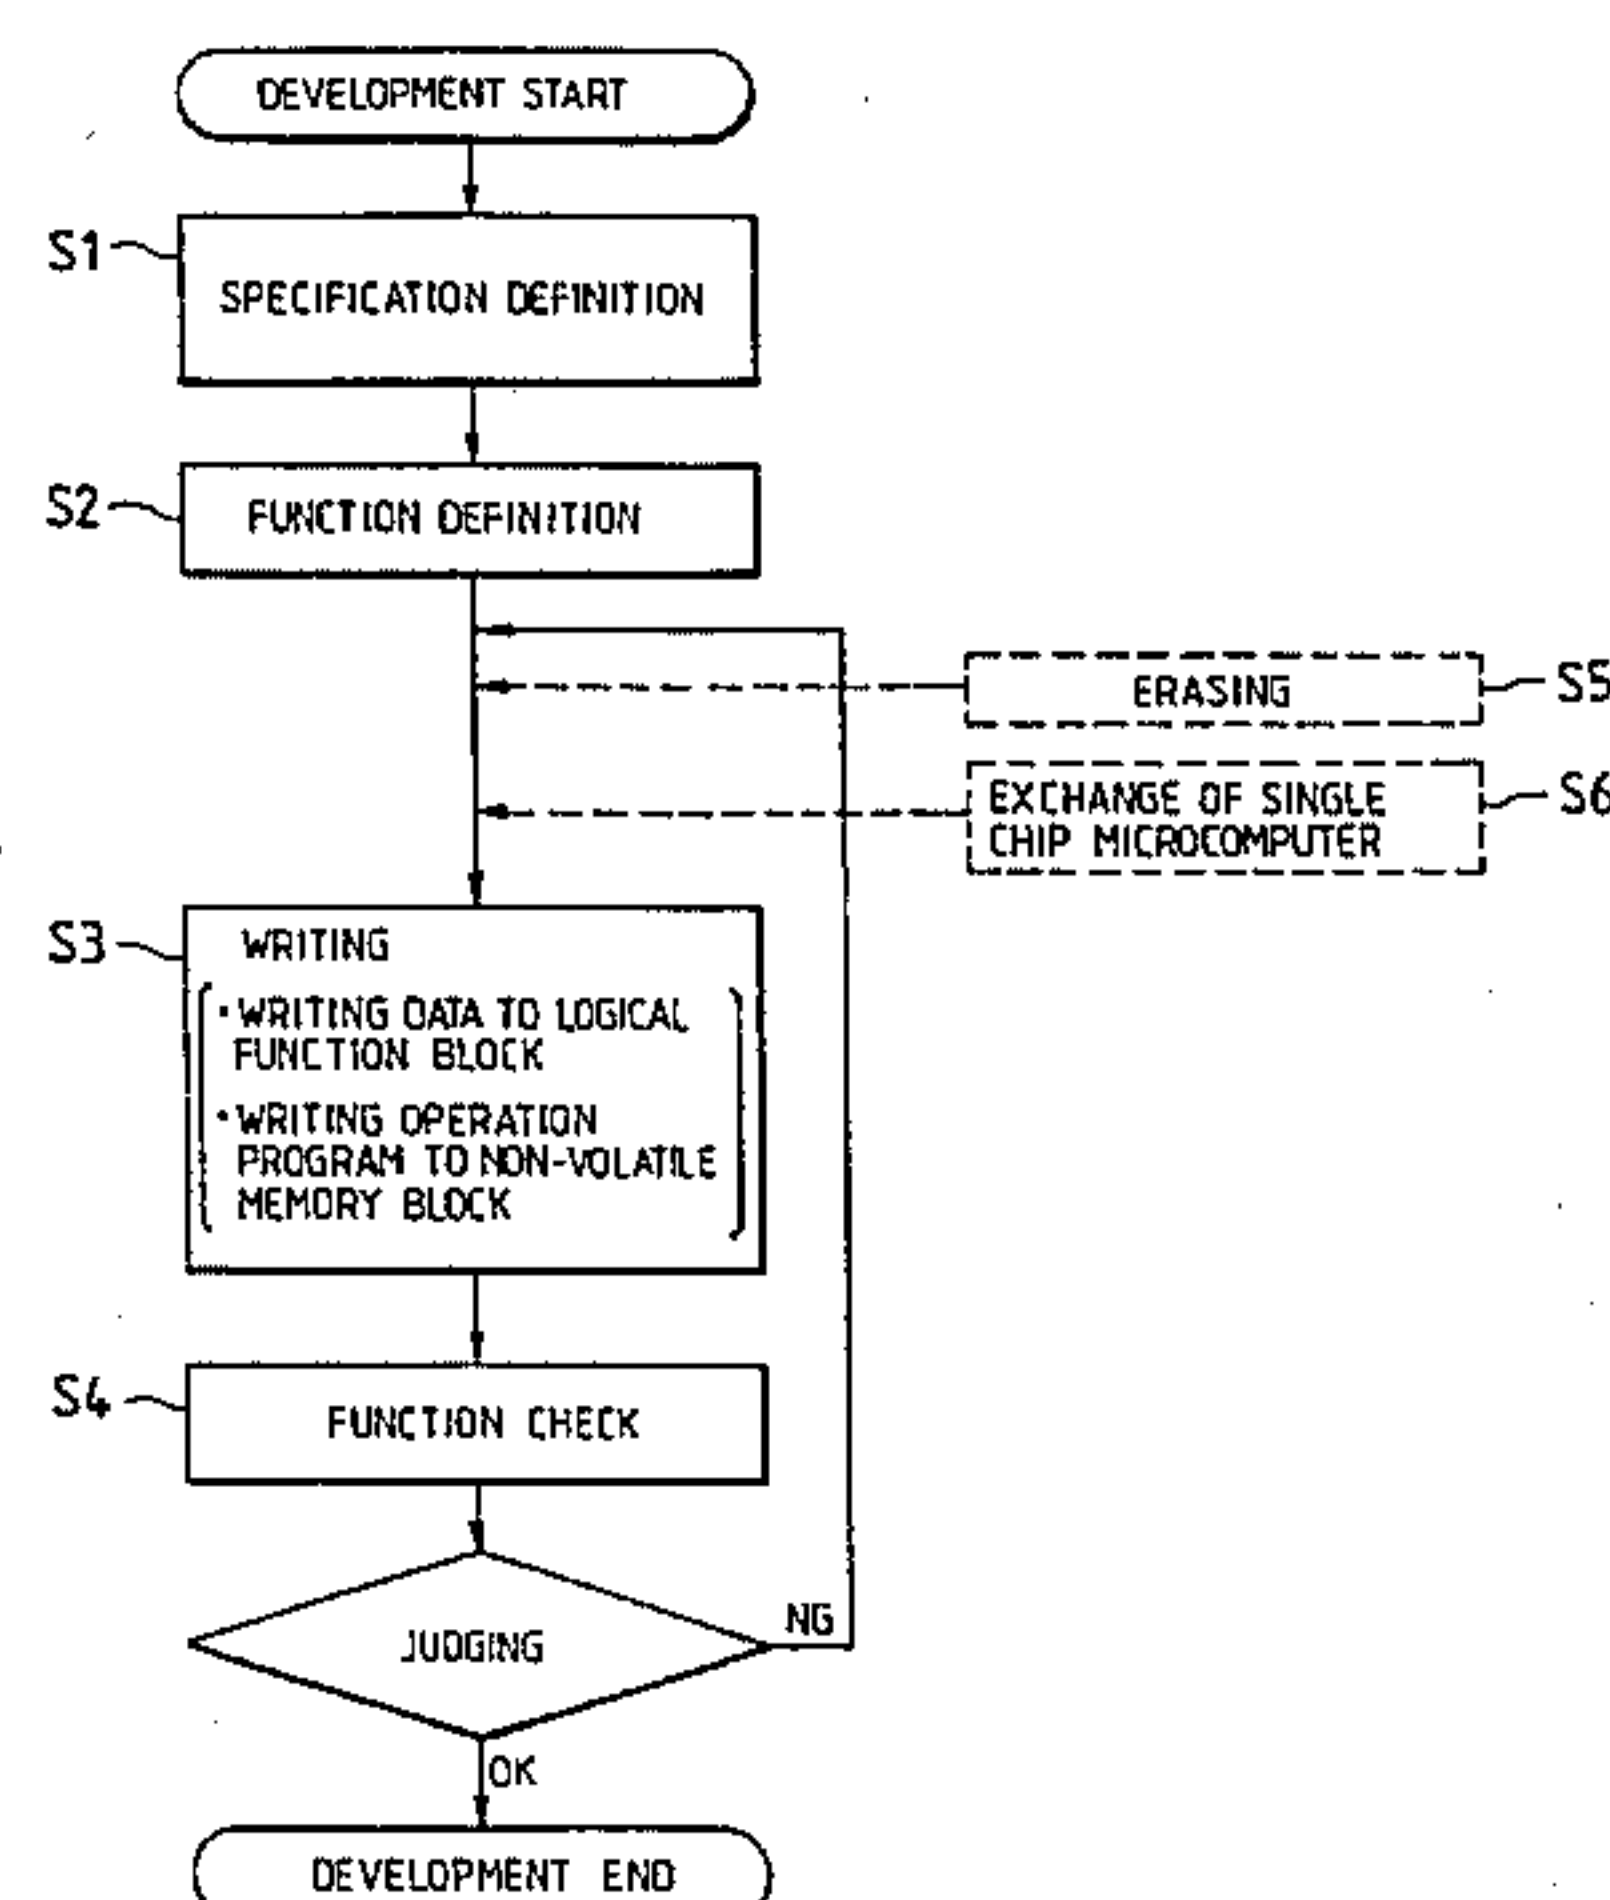 DEVELOPMENT START
S1
SPECIFICATION DEFINITION
S2
FUNCTION DEFINITION
ERASING
S5
EXCHANGE OF SINGLE
CHIP MICROCOMPUTER
S6
S3
WRITING
・WRITING DATA TO LOGICAL
FUNCTION BLOCK
・WRITING OPERATION
PROGRAM TO NON-VOLATILE
MEMORY BLOCK
S4
FUNCTION CHECK
JUDGING
NG
OK
DEVELOPMENT END